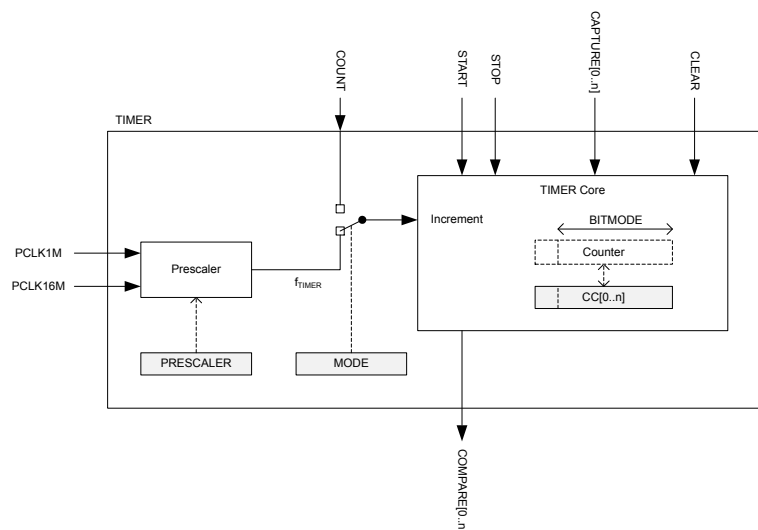 COUNT
START
STOP
CAPTURE[0..n]
CLEAR
TIMER
TIMER Core
Increment
BITMODE
Counter
CC[0..n]
PCLK1M
PCLK16M
Prescaler
fTIMER
PRESCALER
MODE
COMPARE[0..n